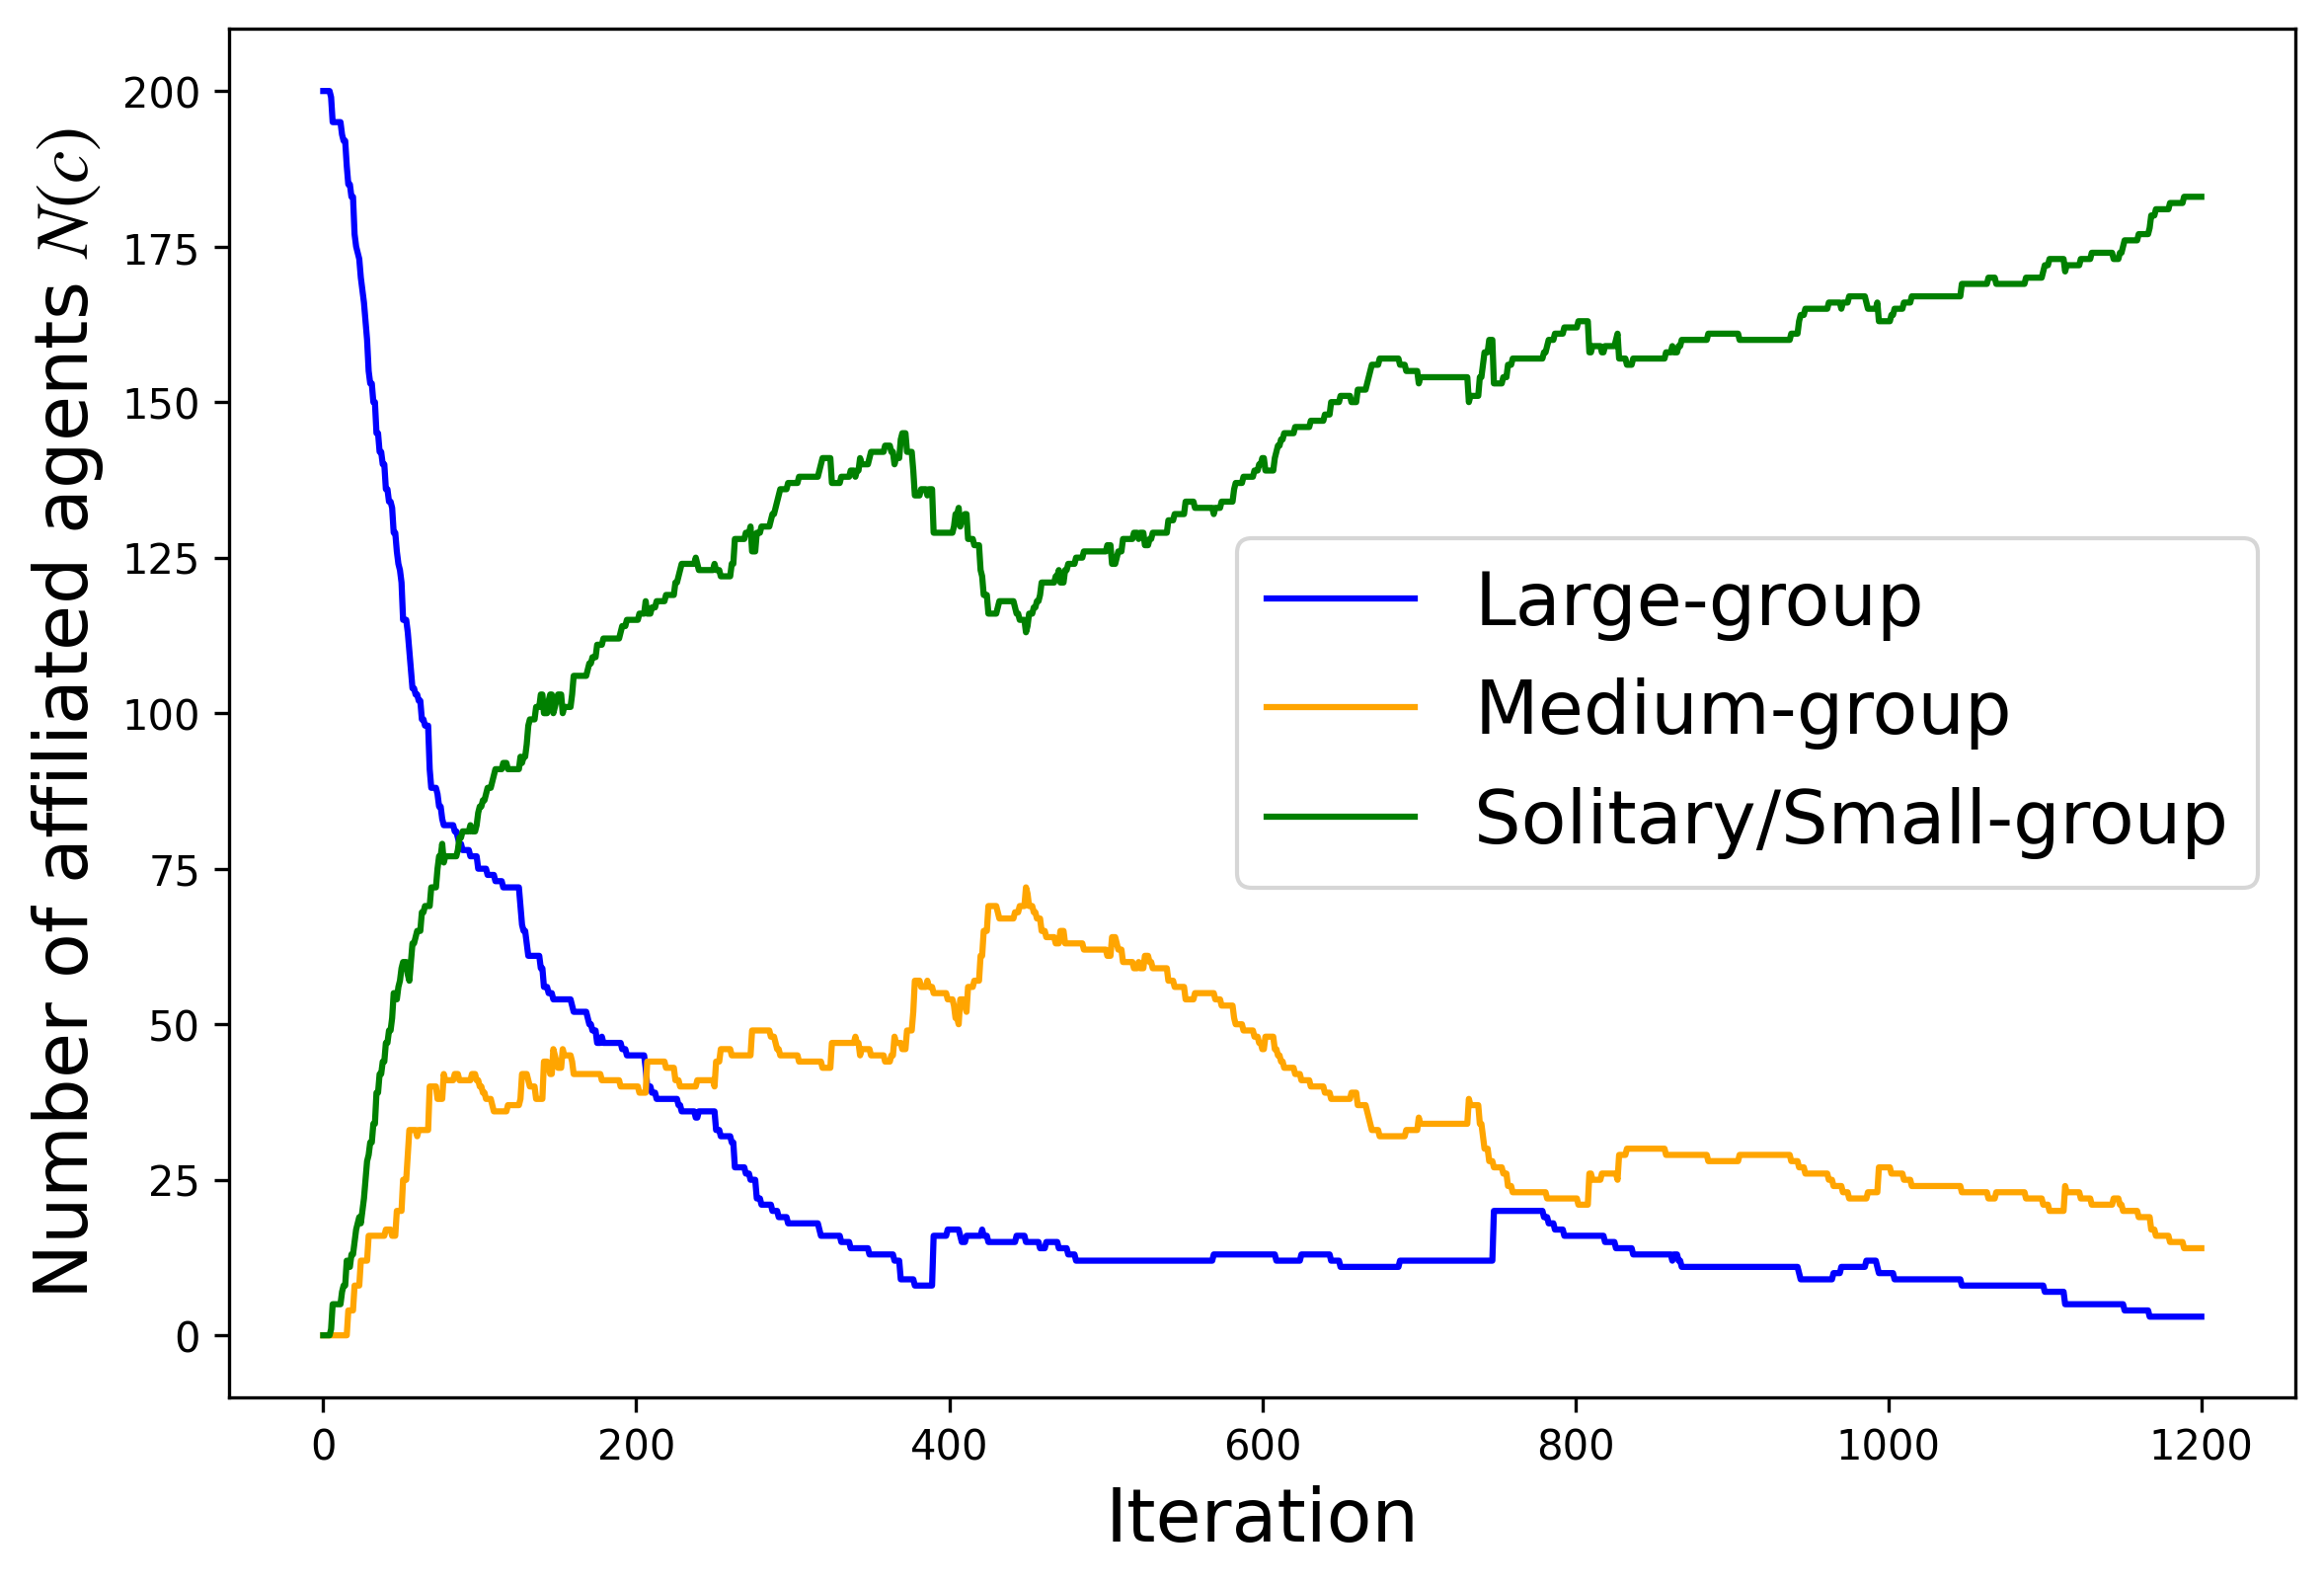 Number of affiliated agents N(c)
200
175
150
125
100
75
50
25
0
Large-group
Medium-group
Solitary/Small-group
0 200 400 600 800 1000 1200
Iteration